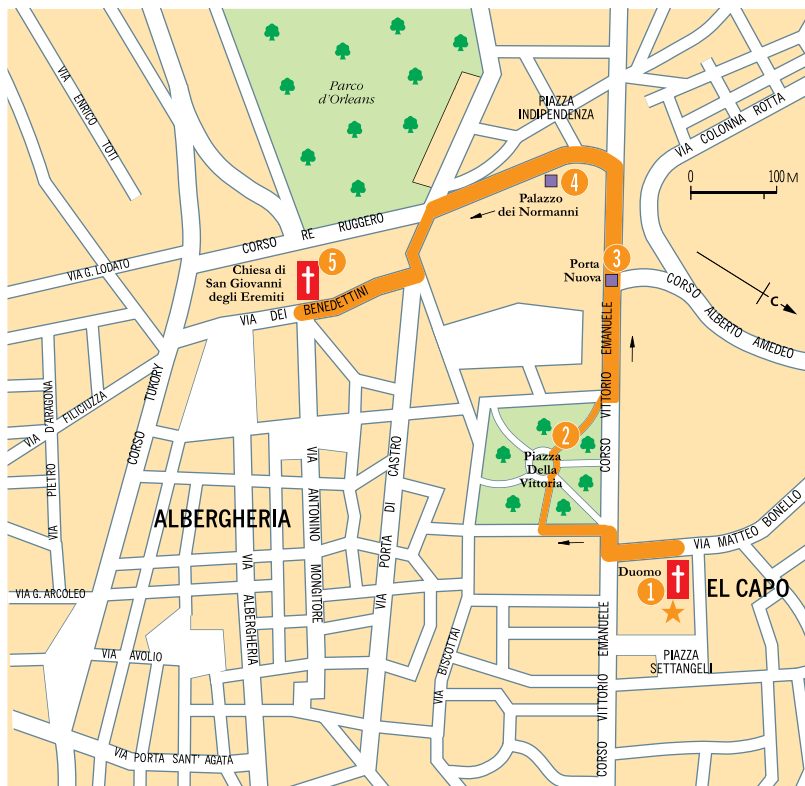 VIA ENRICO TOTI
Parco
d'Orleans
PIAZZA
INDIPENDENZA
VIA COLONNA ROTTA
0 100 M
4
Palazzo
dei Normanni
CORSO RE RUGGERO
VIA G. LODATO
5
Chiesa di
San Giovanni
degli Eremiti
VIA DEI BENEDETTINI
3
Porta
Nuova
CORSO ALBERTO AMEDEO
C
CORSO VITTORIO EMANUELE
VIA FILICIUZZA
VIA PIETRO D'ARAGONA
CORSO TUKORY
2
Piazza
Della
Vittoria
VIA PORTA DI CASTRO
VIA ANTONINO MONGITORE
ALBERGHERIA
VIA ALBERGHERIA
VIA MATTEO BONELLO
Duomo
1
EL CAPO
VIA G. ARCOLEO
VIA AVOLIO
VIA BISCOTTAI
CORSO VITTORIO EMANUELE
PIAZZA
SETTANGELI
VIA PORTA SANT' AGATA